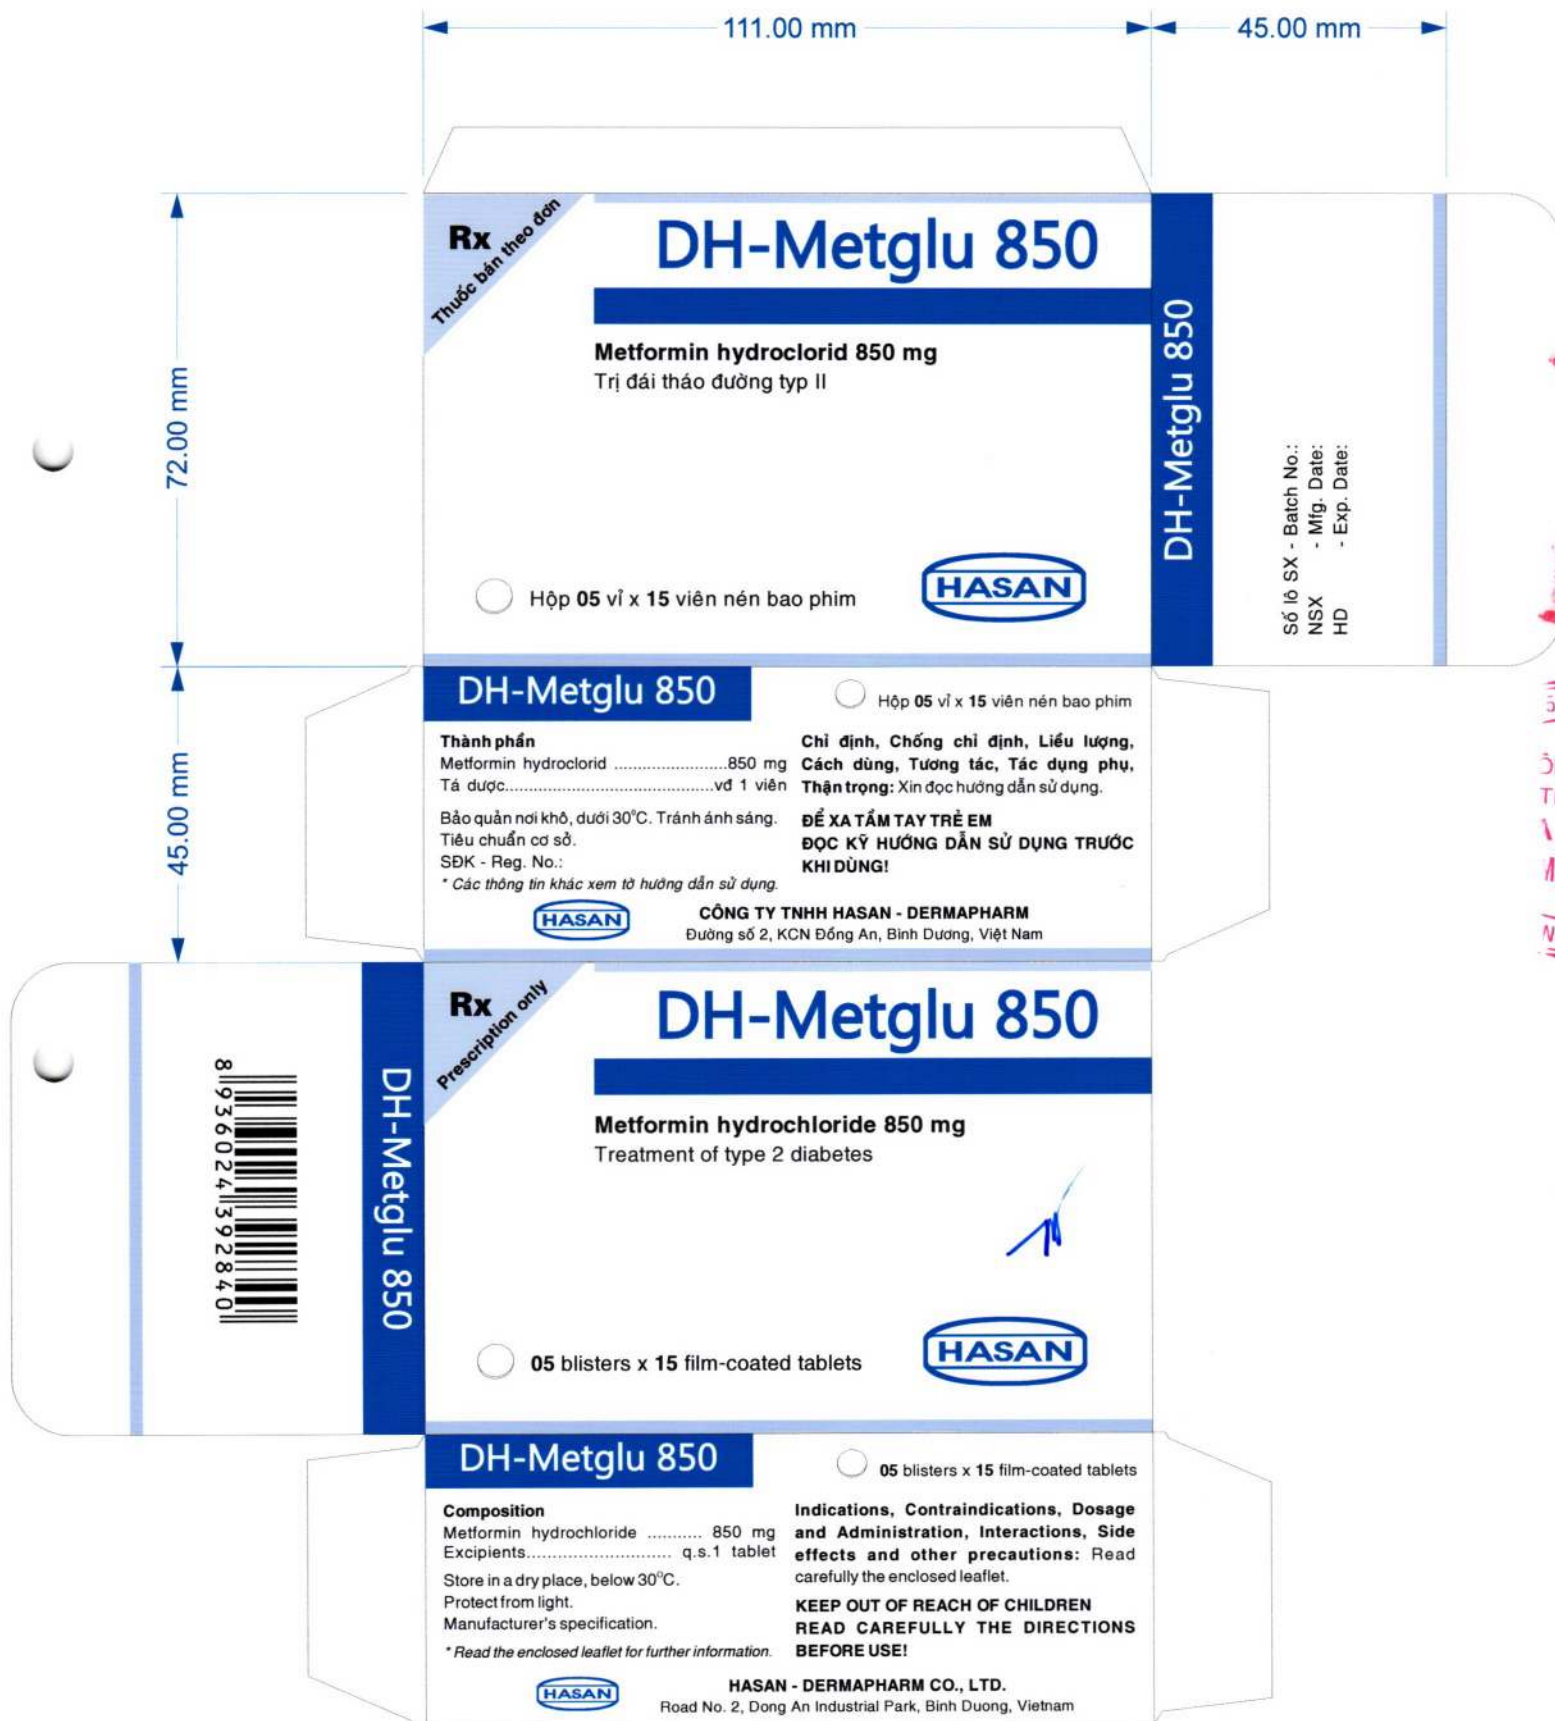 111.00 mm
45.00 mm
72.00 mm
45.00 mm
Rx
Thuốc bán theo đơn
DH-Metglu 850
Metformin hydroclorid 850 mg
Trị đái tháo đường typ II
Hộp 05 vỉ x 15 viên nén bao phim
HASAN
DH-Metglu 850
Số lô SX - Batch No.:
NSX - Mfg. Date:
HD - Exp. Date:
DH-Metglu 850
Hộp 05 vỉ x 15 viên nén bao phim
Thành phần
Metformin hydroclorid ......................850 mg
Tá dược.........................................vđ 1 viên
Bảo quản nơi khô, dưới 30°C. Tránh ánh sáng.
Tiêu chuẩn cơ sở.
SĐK - Reg. No.:
* Các thông tin khác xem tờ hướng dẫn sử dụng.
Chỉ định, Chống chỉ định, Liều lượng,
Cách dùng, Tương tác, Tác dụng phụ,
Thận trọng: Xin đọc hướng dẫn sử dụng.
ĐỂ XA TẦM TAY TRẺ EM
ĐỌC KỸ HƯỚNG DẪN SỬ DỤNG TRƯỚC
KHI DÙNG!
HASAN
CÔNG TY TNHH HASAN - DERMAPHARM
Đường số 2, KCN Đồng An, Bình Dương, Việt Nam
8 936024 392840
DH-Metglu 850
Rx
Prescription only
DH-Metglu 850
Metformin hydrochloride 850 mg
Treatment of type 2 diabetes
05 blisters x 15 film-coated tablets
HASAN
DH-Metglu 850
05 blisters x 15 film-coated tablets
Composition
Metformin hydrochloride ........... 850 mg
Excipients............................ q.s.1 tablet
Store in a dry place, below 30°C.
Protect from light.
Manufacturer's specification.
* Read the enclosed leaflet for further information.
Indications, Contraindications, Dosage
and Administration, Interactions, Side
effects and other precautions: Read
carefully the enclosed leaflet.
KEEP OUT OF REACH OF CHILDREN
READ CAREFULLY THE DIRECTIONS
BEFORE USE!
HASAN
HASAN - DERMAPHARM CO., LTD.
Road No. 2, Dong An Industrial Park, Binh Duong, Vietnam